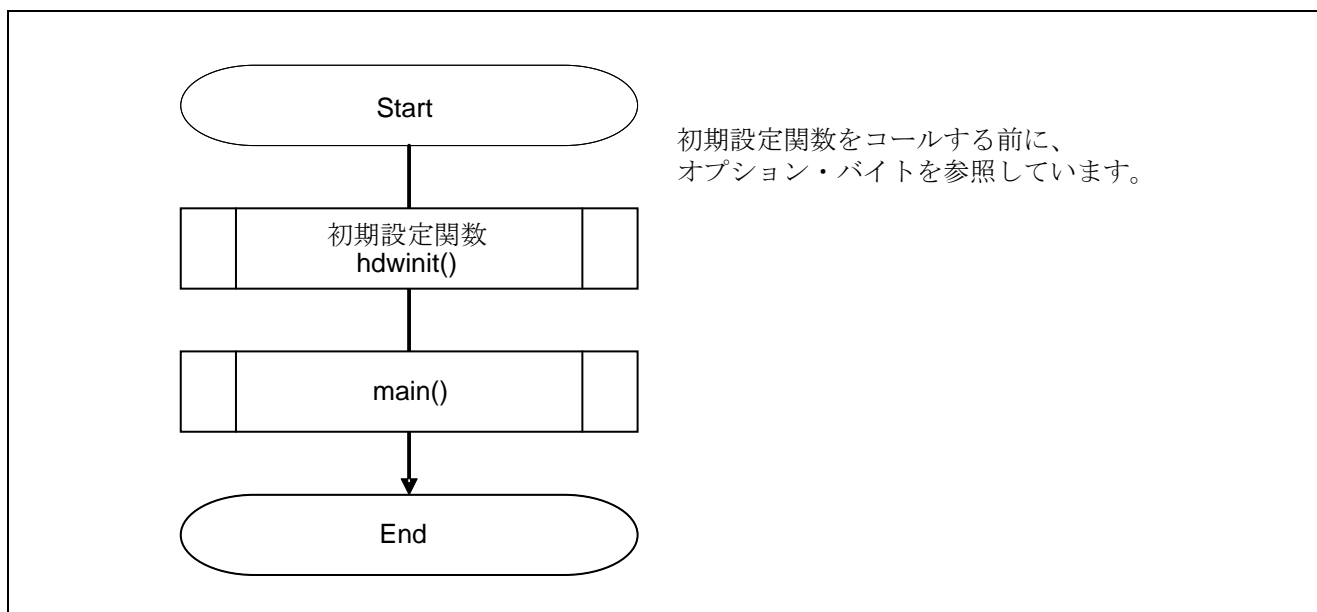 Start
初期設定関数をコールする前に、
オプション・バイトを参照しています。
初期設定関数
hdwinit()
main()
End